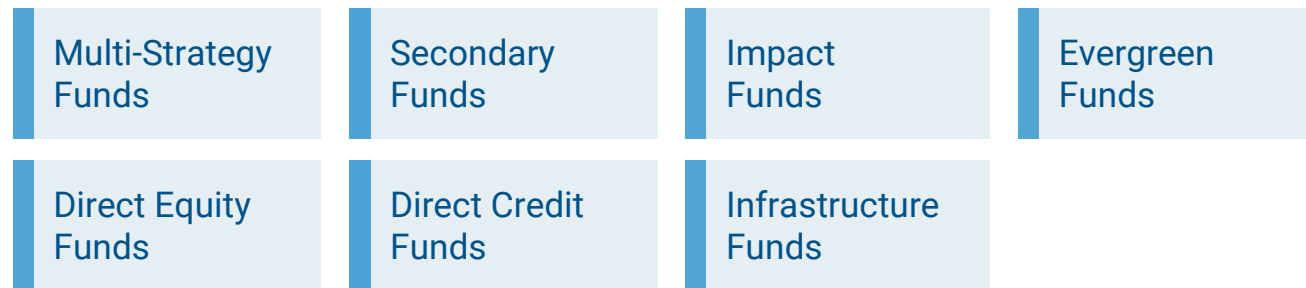 Multi-Strategy
Funds
Secondary
Funds
Impact
Funds
Evergreen
Funds
Direct Equity
Funds
Direct Credit
Funds
Infrastructure
Funds